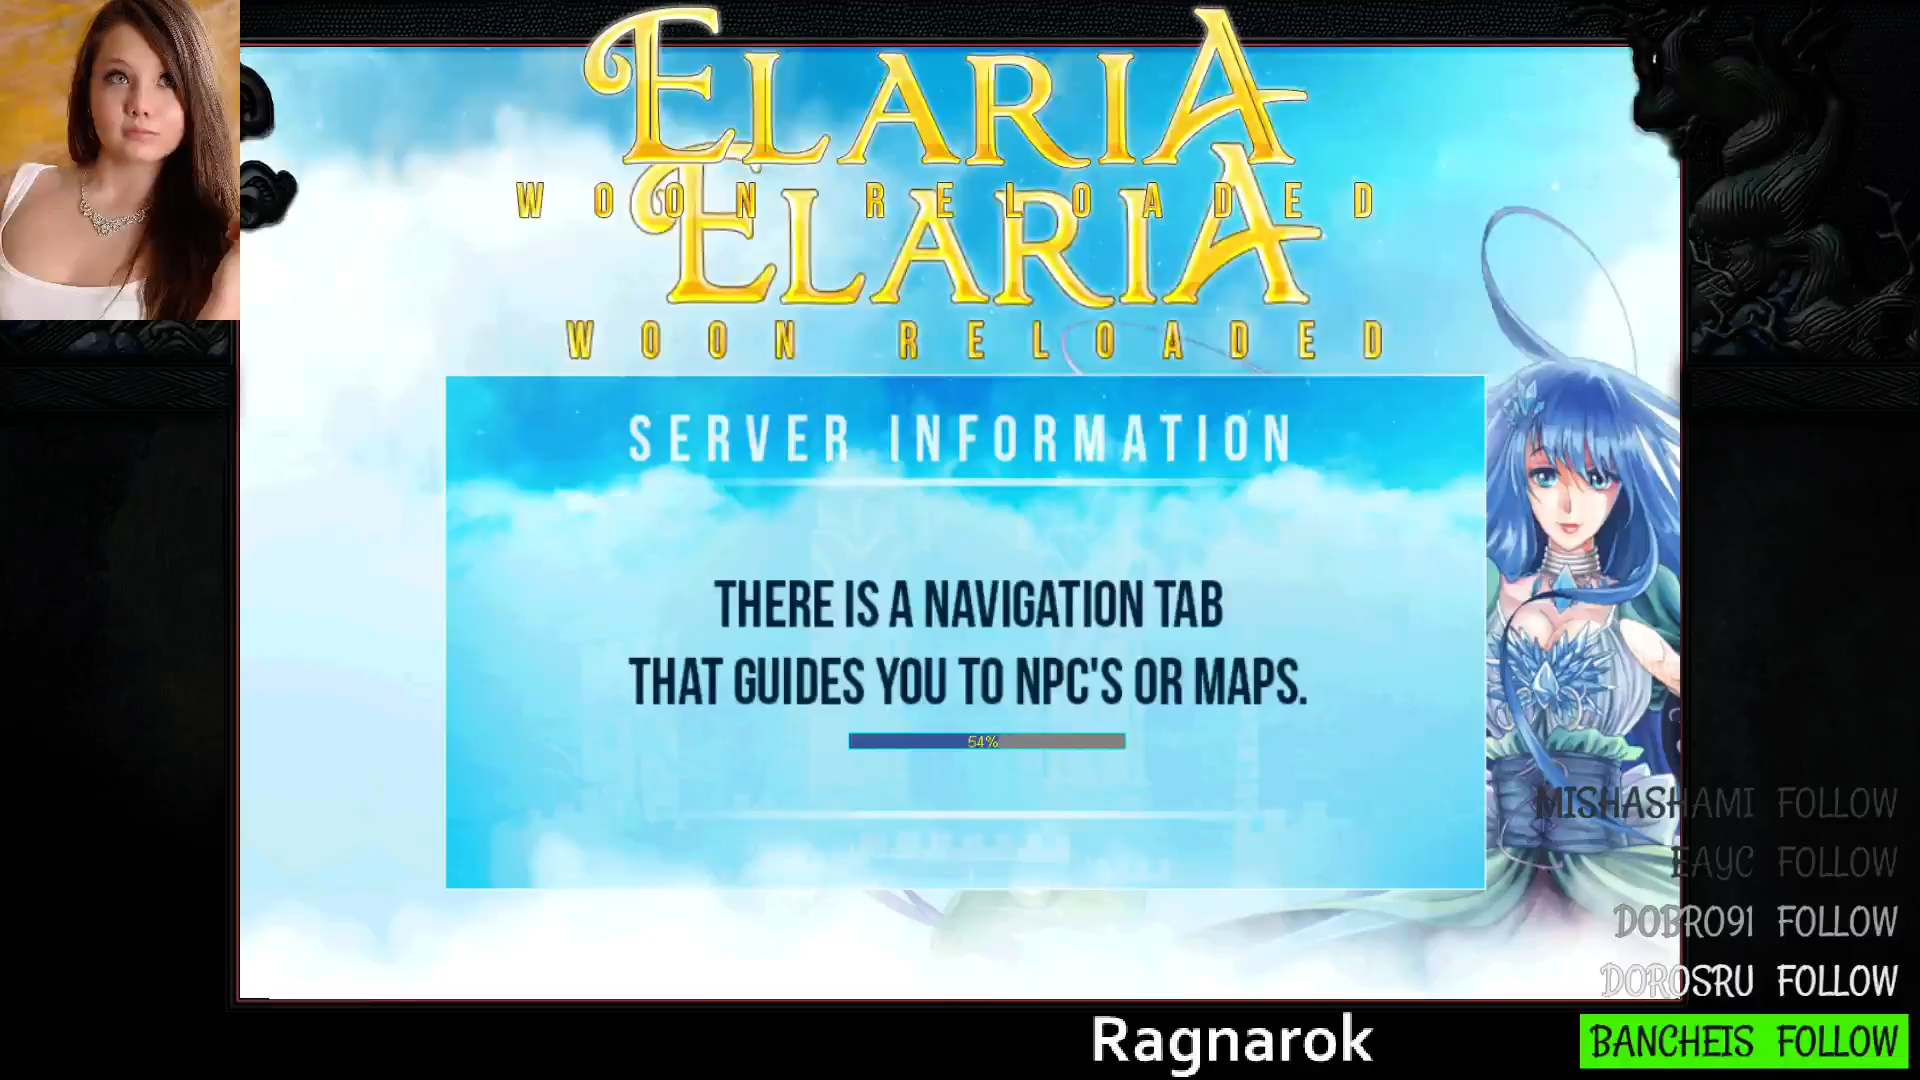 ELARIA
WOON RELOADED
ELARIA
WOON RELOADED
SERVER INFORMATION
THERE IS A NAVIGATION TAB
THAT GUIDES YOU TO NPC'S OR MAPS.
54%
MISHASHAMI FOLLOW
EAYC FOLLOW
DOBRO91 FOLLOW
DOROSRU FOLLOW
Ragnarok
BANCHEIS FOLLOW